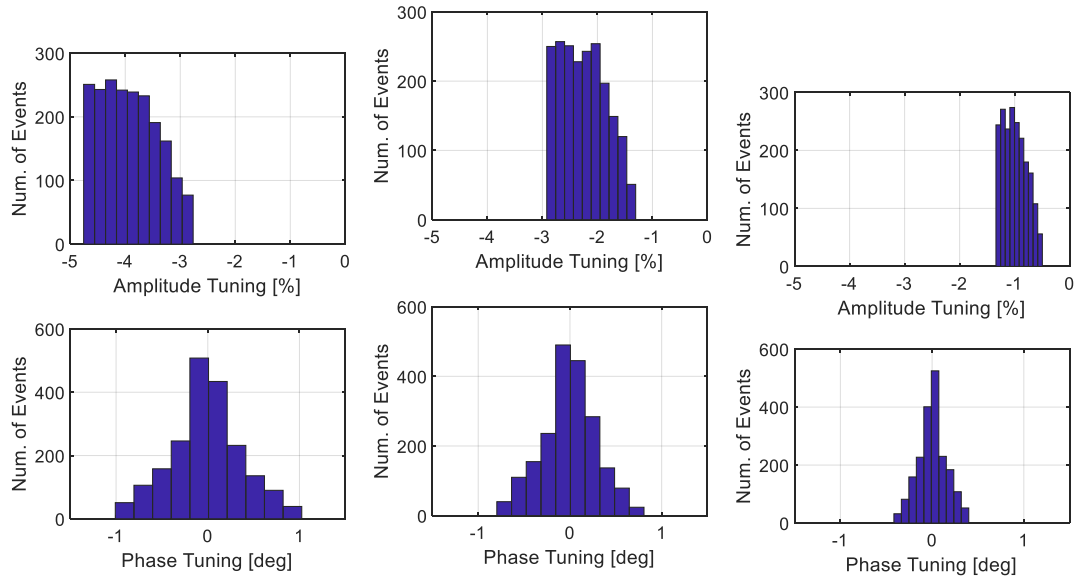 300
200
100
0
Num. of Events
-5 -4 -3 -2 -1 0
Amplitude Tuning [%]
300
200
100
0
Num. of Events
-5 -4 -3 -2 -1 0
Amplitude Tuning [%]
300
200
100
0
Num. of Events
-5 -4 -3 -2 -1 0
Amplitude Tuning [%]
600
400
200
0
Num. of Events
-1 0 1
Phase Tuning [deg]
600
400
200
0
Num. of Events
-1 0 1
Phase Tuning [deg]
600
400
200
0
Num. of Events
-1 0 1
Phase Tuning [deg]